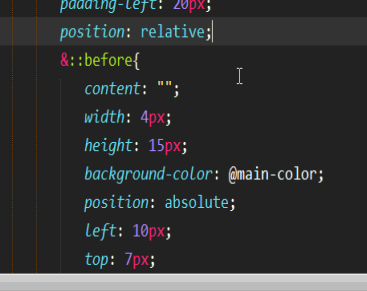 padding-left: 20px;
position: relative;
&::before{
content: "";
width: 4px;
height: 15px;
background-color: @main-color;
position: absolute;
left: 10px;
top: 7px;